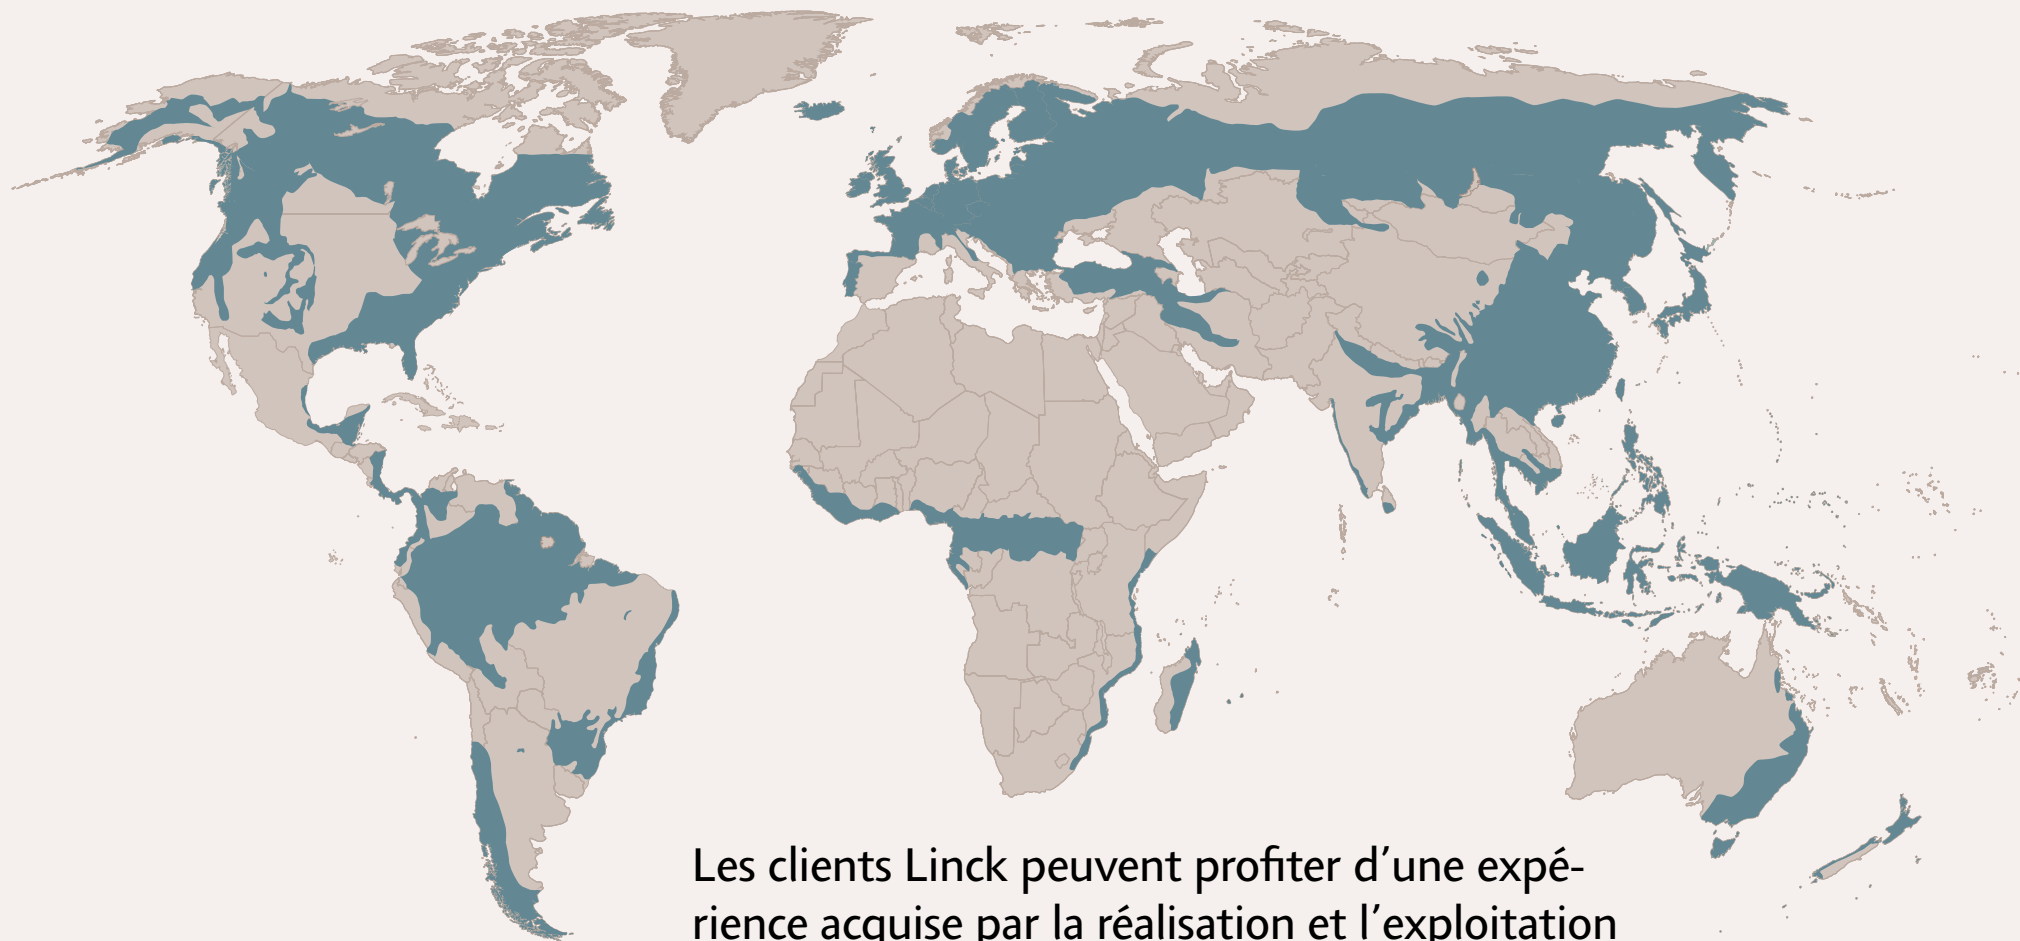 Les clients Linck peuvent profiter d’une expé-
rience acquise par la réalisation et l’exploitation